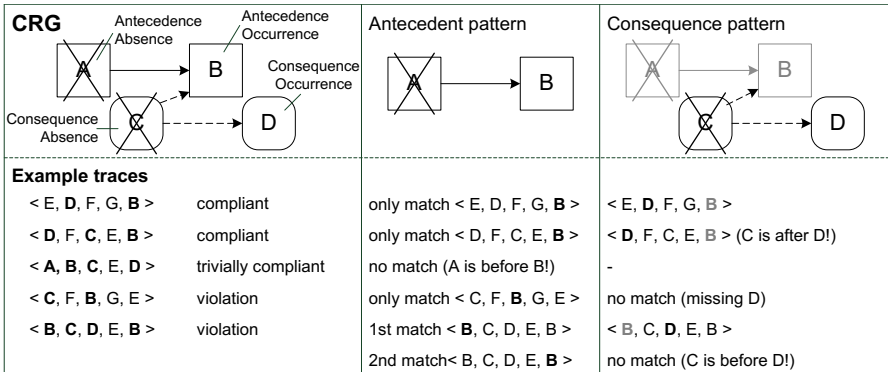 CRG
Antecedence
Absence
Antecedence
Occurrence
A
B
Consequence
Occurrence
Consequence
Absence
C
D
Antecedent pattern
A
B
Consequence pattern
A
B
C
D
Example traces
< E, D, F, G, B > compliant only match < E, D, F, G, B > < E, D, F, G, B >
< D, F, C, E, B > compliant only match < D, F, C, E, B > < D, F, C, E, B > (C is after D!)
< A, B, C, E, D > trivially compliant no match (A is before B!) -
< C, F, B, G, E > violation only match < C, F, B, G, E > no match (missing D)
< B, C, D, E, B > violation 1st match < B, C, D, E, B > < B, C, D, E, B >
2nd match< B, C, D, E, B > no match (C is before D!)